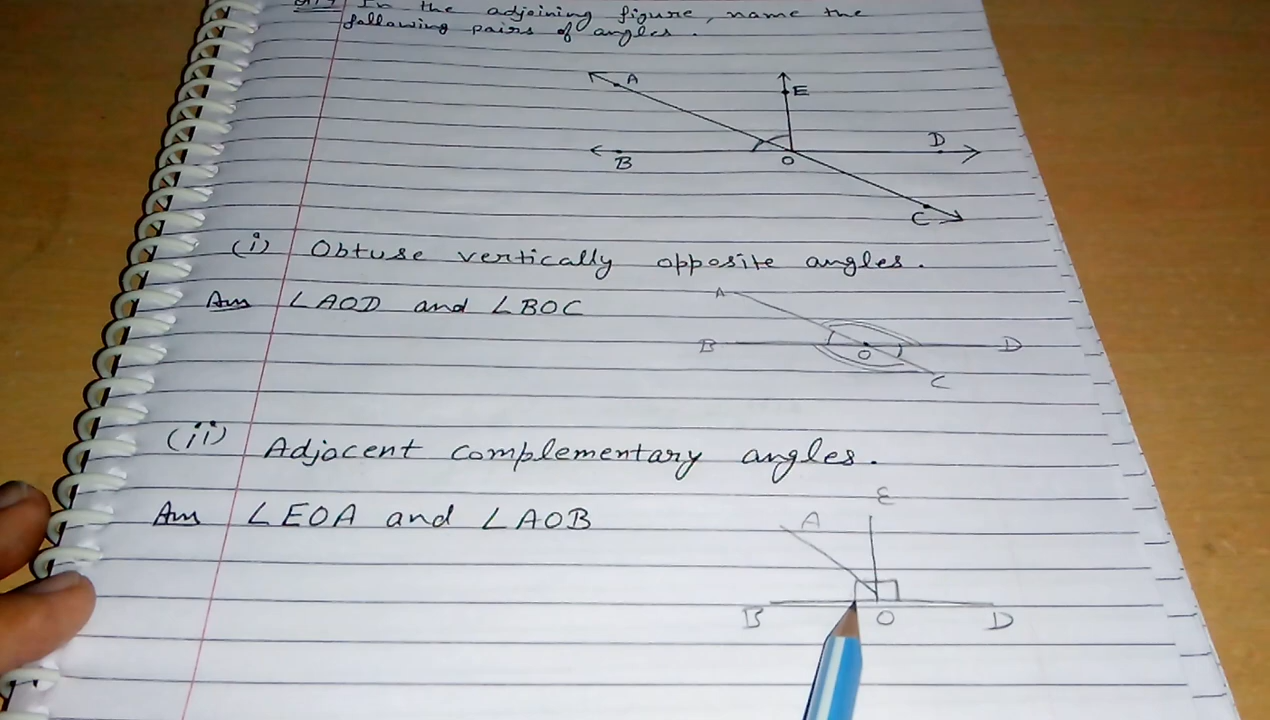 In the adjoining figure, name the
following pairs of angles.
A
E
B
O
D
C
(i) Obtuse vertically opposite angles.
Ans ∠AOD and ∠BOC
A
B
O
D
C
(ii) Adjacent complementary angles.
Ans ∠EOA and ∠AOB
E
A
B
O
D